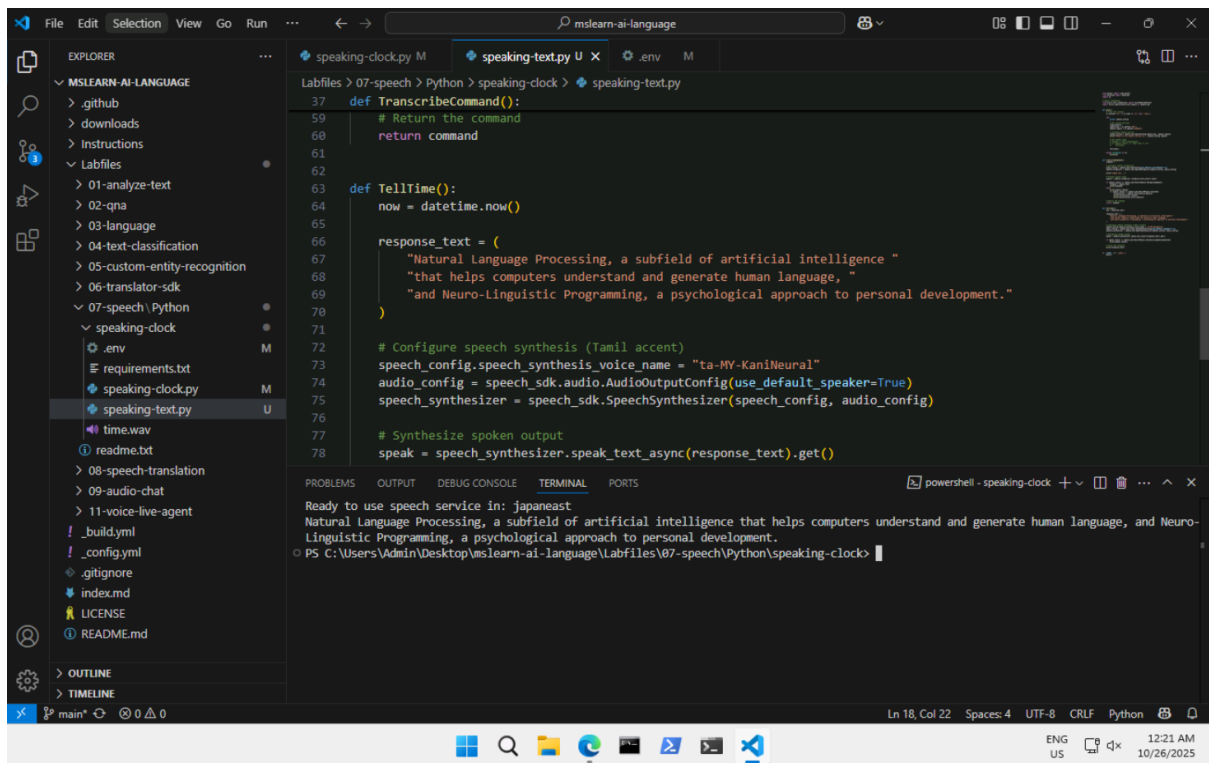 File Edit Selection View Go Run ... mslearn-ai-language
EXPLORER ...
MSLEARN-AI-LANGUAGE
.github
downloads
Instructions
Labfiles
01-analyze-text
02-qna
03-language
04-text-classification
05-custom-entity-recognition
06-translator-sdk
07-speech\Python
speaking-clock
.env M
requirements.txt
speaking-clock.py M
speaking-text.py U
time.wav
readme.txt
08-speech-translation
09-audio-chat
11-voice-live-agent
_build.yml
_config.yml
.gitignore
index.md
LICENSE
README.md
OUTLINE
TIMELINE
3
speaking-clock.py M speaking-text.py U .env M
Labfiles > 07-speech > Python > speaking-clock > speaking-text.py
37 def TranscribeCommand():
59 # Return the command
60 return command
61
62
63 def TellTime():
64 now = datetime.now()
65
66 response_text = (
67 "Natural Language Processing, a subfield of artificial intelligence "
68 "that helps computers understand and generate human language, "
69 "and Neuro-Linguistic Programming, a psychological approach to personal development."
70 )
71
72 # Configure speech synthesis (Tamil accent)
73 speech_config.speech_synthesis_voice_name = "ta-MY-KaniNeural"
74 audio_config = speech_sdk.audio.AudioOutputConfig(use_default_speaker=True)
75 speech_synthesizer = speech_sdk.SpeechSynthesizer(speech_config, audio_config)
76
77 # Synthesize spoken output
78 speak = speech_synthesizer.speak_text_async(response_text).get()
PROBLEMS OUTPUT DEBUG CONSOLE TERMINAL PORTS powershell - speaking-clock
Ready to use speech service in: japaneast
Natural Language Processing, a subfield of artificial intelligence that helps computers understand and generate human language, and Neuro-
Linguistic Programming, a psychological approach to personal development.
PS C:\Users\Admin\Desktop\mslearn-ai-language\Labfiles\07-speech\Python\speaking-clock>
main* 0 0 Ln 18, Col 22 Spaces: 4 UTF-8 CRLF Python
ENG
US
12:21 AM
10/26/2025